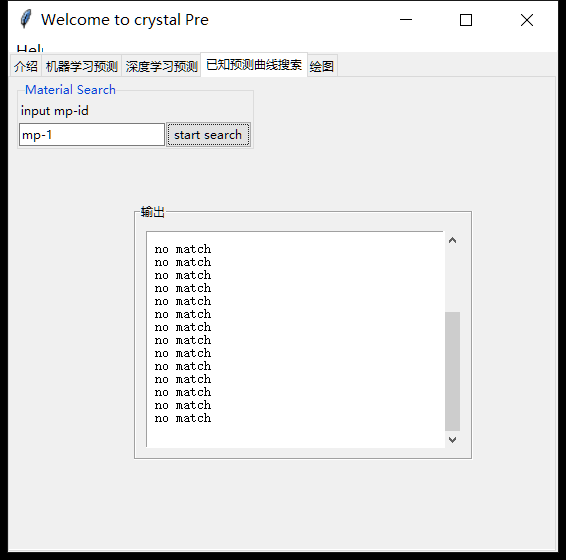 Welcome to crystal Pre
Help
介绍 机器学习预测 深度学习预测 已知预测曲线搜索 绘图
Material Search
input mp-id
mp-1 start search
输出
no match
no match
no match
no match
no match
no match
no match
no match
no match
no match
no match
no match
no match
no match